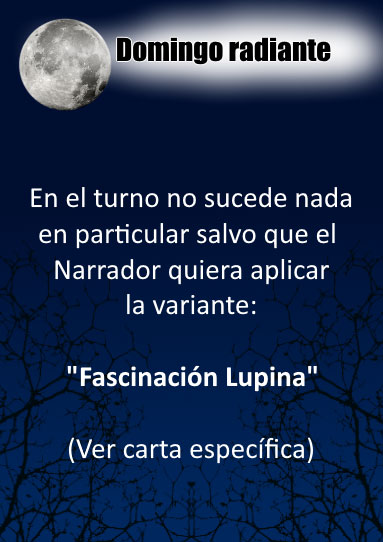 Domingo radiante
En el turno no sucede nada
en particular salvo que el
Narrador quiera aplicar
la variante:
"Fascinación Lupina"
(Ver carta específica)